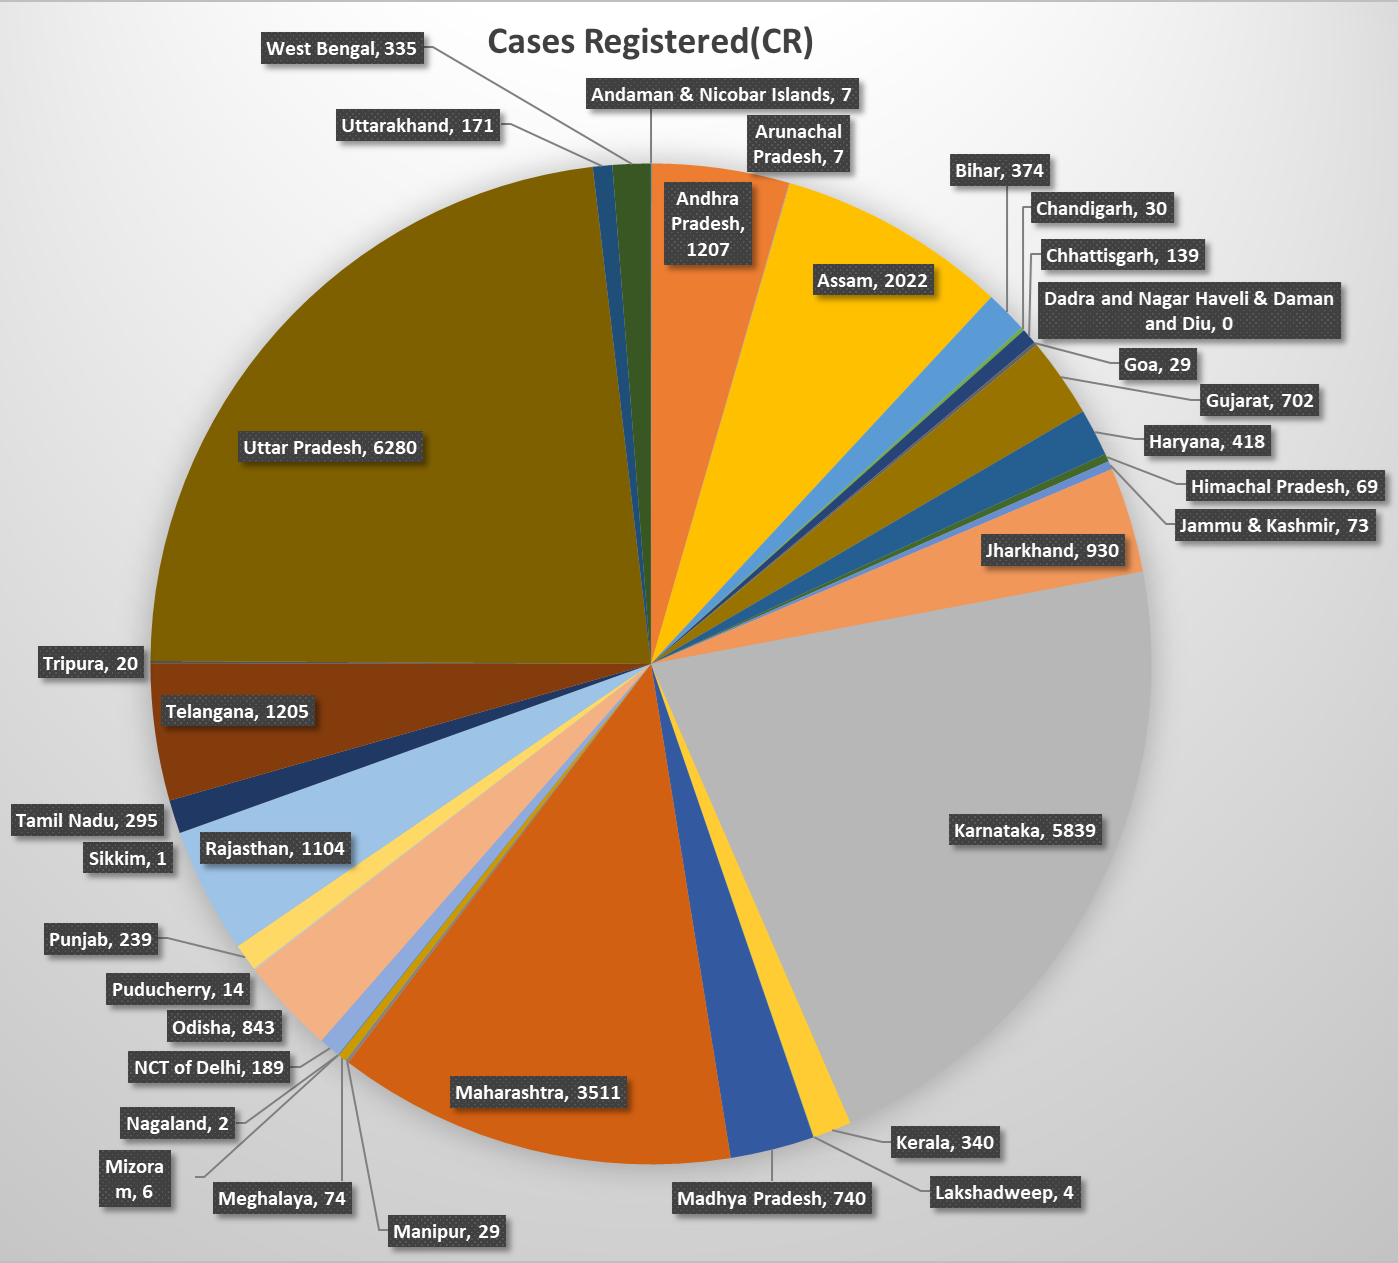 Cases Registered(CR)
West Bengal, 335
Andaman & Nicobar Islands, 7
Uttarakhand, 171
Arunachal
Pradesh, 7
Bihar, 374
Andhra
Pradesh,
1207
Chandigarh, 30
Chhattisgarh, 139
Assam, 2022
Dadra and Nagar Haveli & Daman
and Diu, 0
Goa, 29
Gujarat, 702
Haryana, 418
Uttar Pradesh, 6280
Himachal Pradesh, 69
Jammu & Kashmir, 73
Jharkhand, 930
Tripura, 20
Telangana, 1205
Tamil Nadu, 295
Karnataka, 5839
Rajasthan, 1104
Sikkim, 1
Punjab, 239
Puducherry, 14
Odisha, 843
NCT of Delhi, 189
Maharashtra, 3511
Nagaland, 2
Kerala, 340
Mizora
m, 6
Meghalaya, 74
Madhya Pradesh, 740
Lakshadweep, 4
Manipur, 29